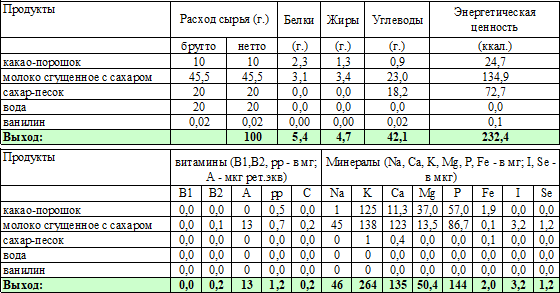 Продукты Расход сырья (г.) Белки Жиры Углеводы Энергетическая ценность
брутто нетто (г.) (г.) (г.) (ккал.)
какао-порошок 10 10 2,3 1,3 0,9 24,7
молоко сгущенное с сахаром 45,5 45,5 3,1 3,4 23,0 134,9
сахар-песок 20 20 0,0 0,0 18,2 72,7
вода 20 20 0,0 0,0 0,0 0,0
ванилин 0,02 0,02 0,00 0,00 0,02 0,1
Выход: 100 5,4 4,7 42,1 232,4
Продукты витамины (В1,В2, рр - в мг; А - мкг рет.экв) Минералы (Na, Ca, K, Mg, P, Fe - в мг; I, Se - в мкг)
В1 В2 А рр С Na K Ca Mg P Fe I Se
какао-порошок 0,0 0,0 0 0,5 0,0 1 125 11,3 37,0 57,0 1,9 0,0 0,0
молоко сгущенное с сахаром 0,0 0,1 13 0,7 0,2 45 138 123 13,5 86,7 0,1 3,2 1,2
сахар-песок 0,0 0,0 0 0,0 0,0 0 1 0,4 0,0 0,0 0,1 0,0 0,0
вода 0,0 0,0 0 0,0 0,0 0 0 0,0 0,0 0,0 0,0 0,0 0,0
ванилин 0,0 0,0 0 0,0 0,0 0 0 0,0 0,0 0,0 0,0 0,0 0,0
Выход: 0,0 0,2 13 1,2 0,2 46 264 135 50,4 144 2,0 3,2 1,2